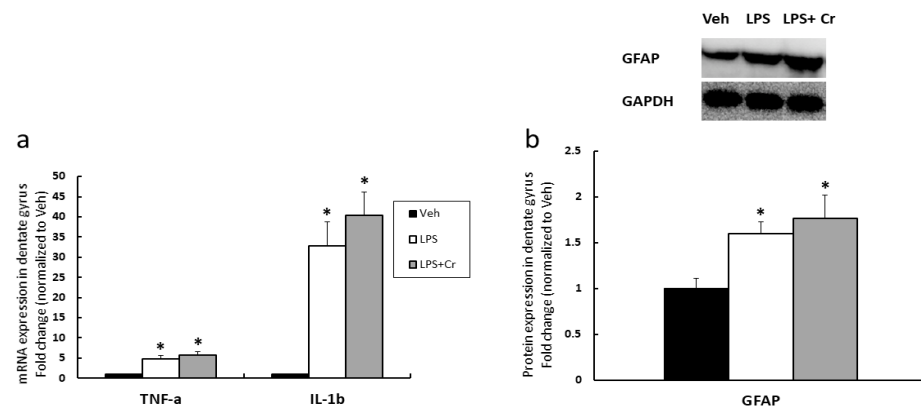 Veh LPS LPS+ Cr
GFAP
GAPDH
a
mRNA expression in dentate gyrus
Fold change (normalized to Veh)
50
45
40
35
30
25
20
15
10
5
0
*
*
*
*
TNF-a IL-1b
Veh
LPS
LPS+Cr
b
Protein expression in dentate gyrus
Fold change (normalized to Veh)
2.5
2
1.5
1
0.5
0
*
*
GFAP